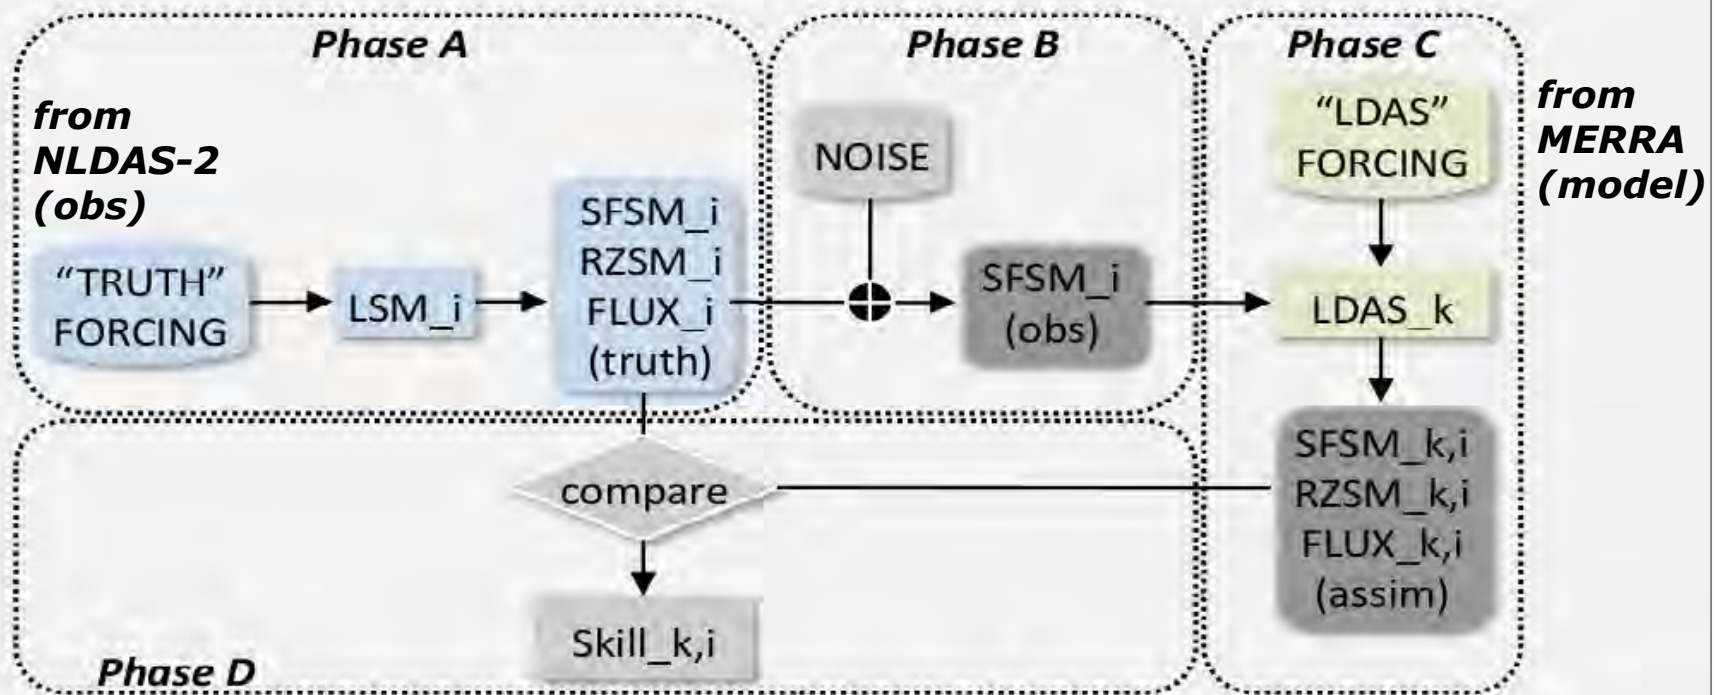 Phase A
from
NLDAS-2
(obs)
“TRUTH”
FORCING
LSM_i
SFSM_i
RZSM_i
FLUX_i
(truth)
Phase B
NOISE
SFSM_i
(obs)
Phase C
“LDAS”
FORCING
from
MERRA
(model)
LDAS_k
SFSM_k,i
RZSM_k,i
FLUX_k,i
(assim)
compare
Skill_k,i
Phase D